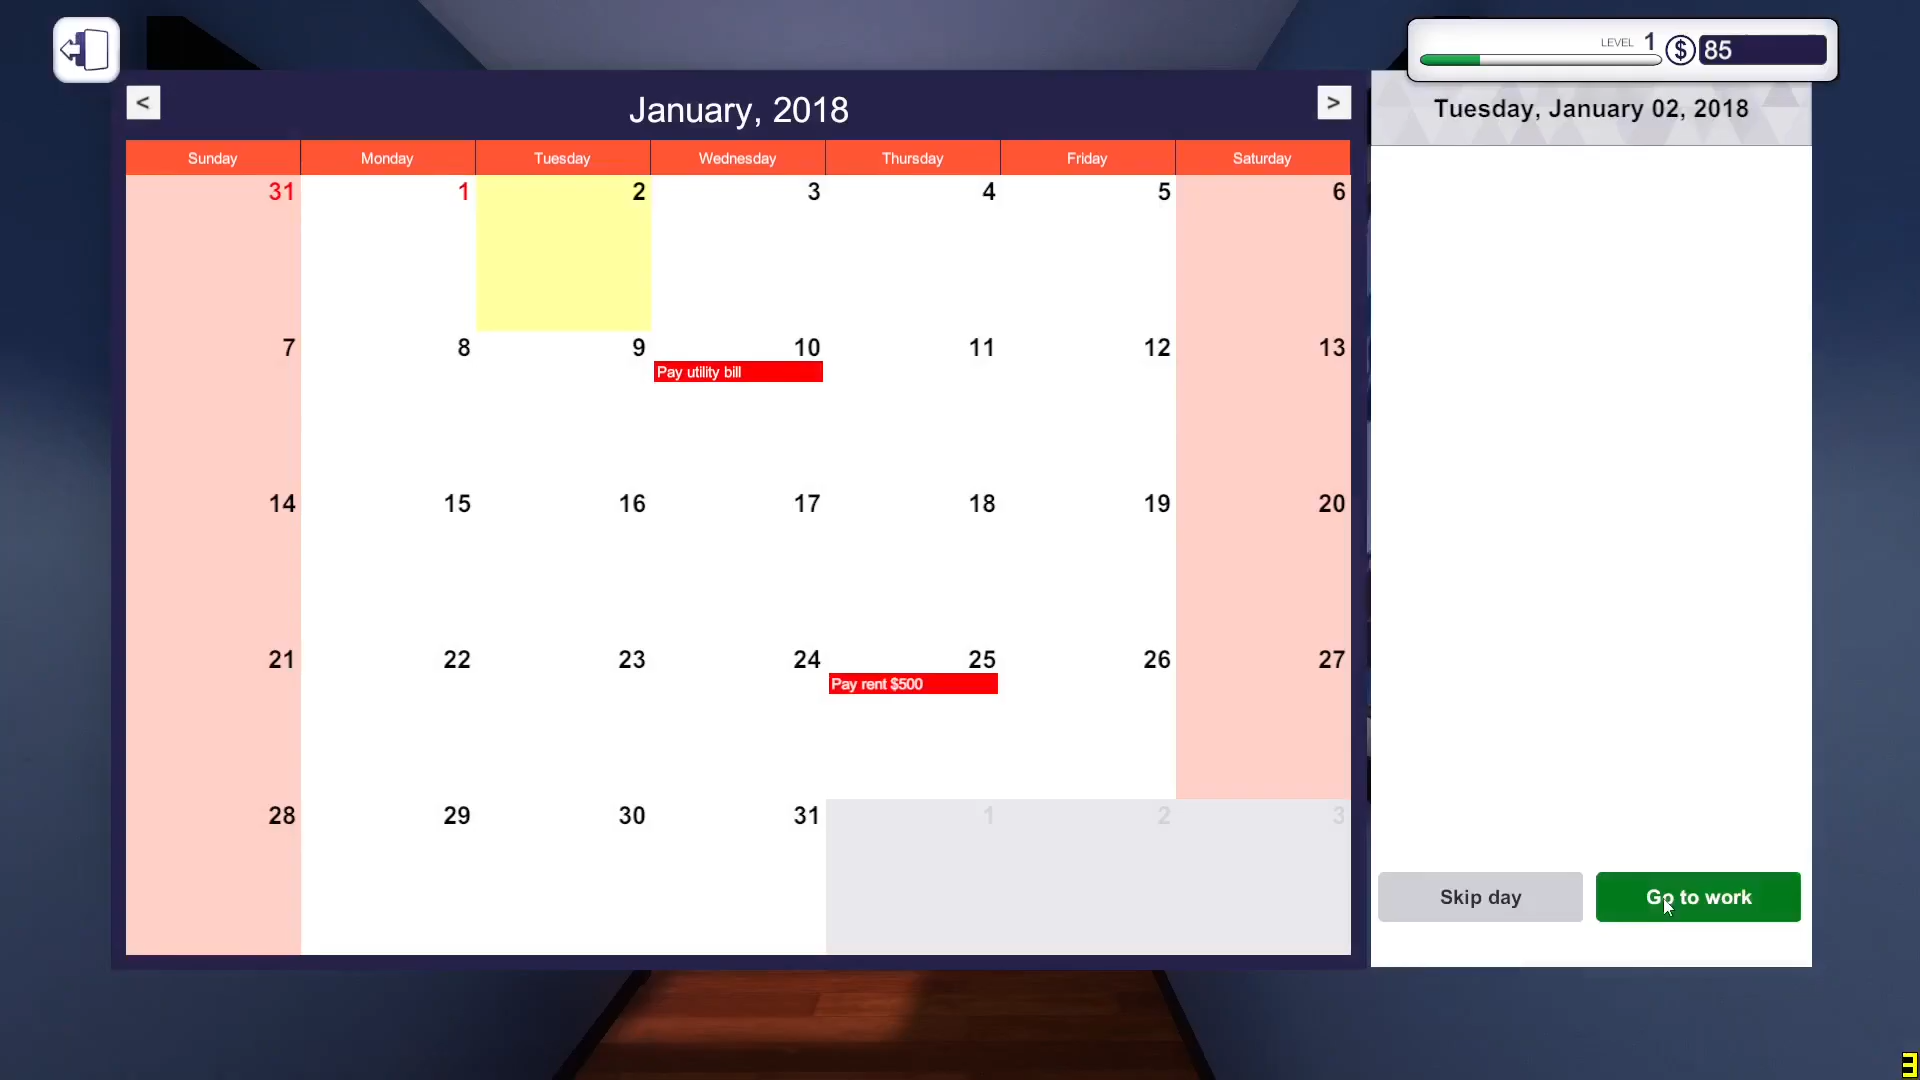 LEVEL 1 $ 85
< January, 2018 >
Tuesday, January 02, 2018
Sunday Monday Tuesday Wednesday Thursday Friday Saturday
31 1 2 3 4 5 6
7 8 9 10 11 12 13
Pay utility bill
14 15 16 17 18 19 20
21 22 23 24 25 26 27
Pay rent $500
28 29 30 31 1 2 3
Skip day Go to work
3